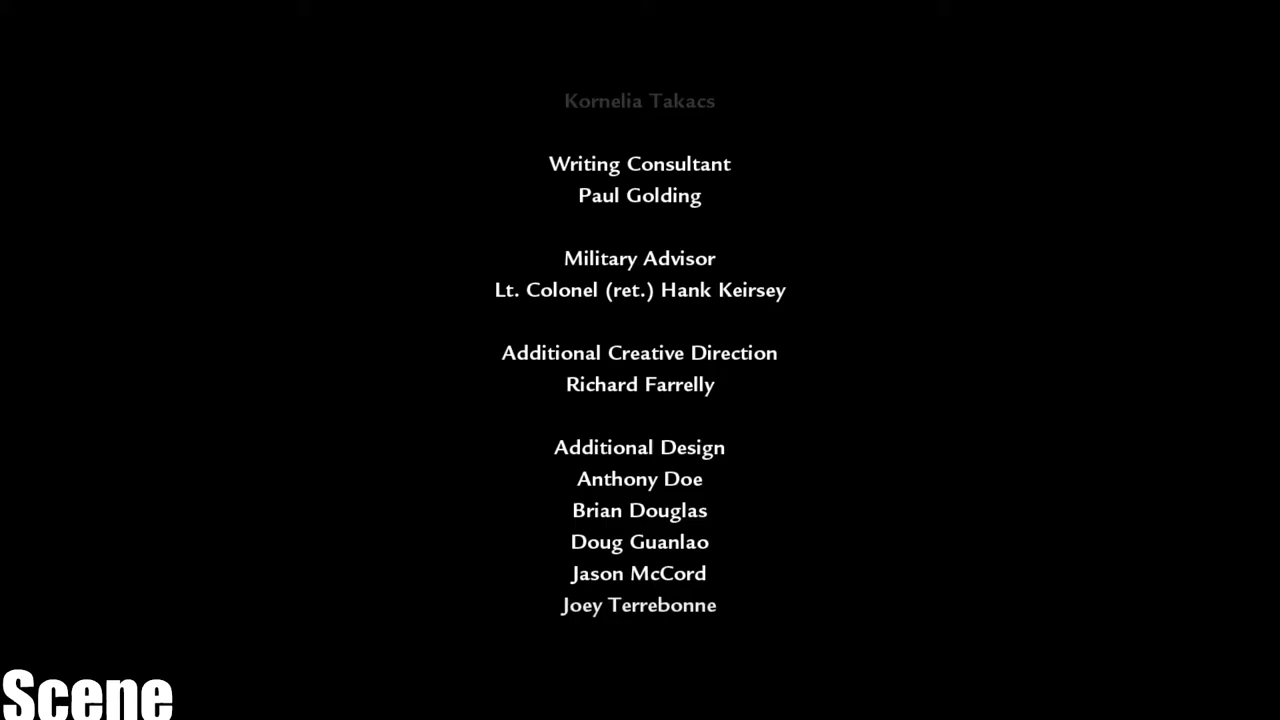 Kornelia Takacs
Writing Consultant
Paul Golding
Military Advisor
Lt. Colonel (ret.) Hank Keirsey
Additional Creative Direction
Richard Farrelly
Additional Design
Anthony Doe
Brian Douglas
Doug Guanlao
Jason McCord
Joey Terrebonne
Scene